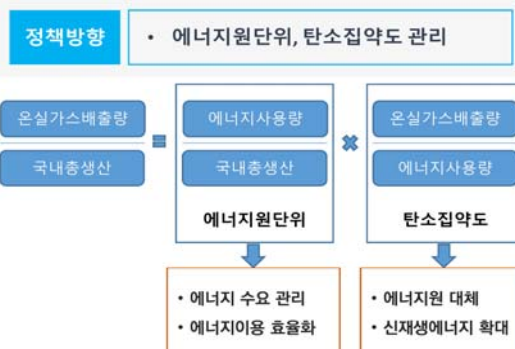 정책방향
• 에너지원단위, 탄소집약도 관리
온실가스배출량
국내총생산
=
에너지사용량
국내총생산
에너지원단위
×
온실가스배출량
에너지사용량
탄소집약도
• 에너지 수요 관리
• 에너지이용 효율화
• 에너지원 대체
• 신재생에너지 확대